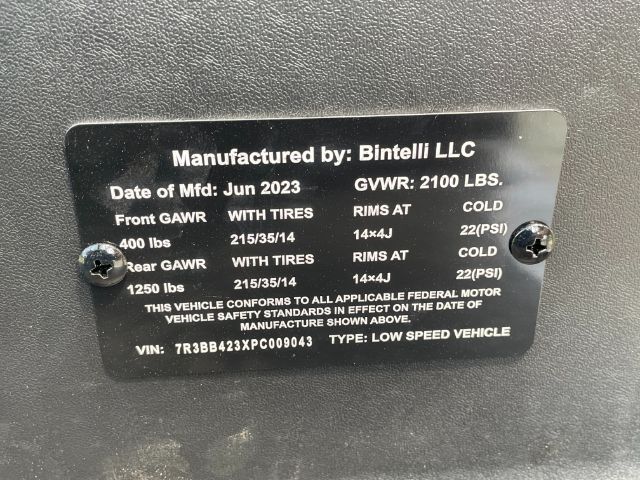 Manufactured by: Bintelli LLC
Date of Mfd: Jun 2023 GVWR: 2100 LBS.
Front GAWR WITH TIRES RIMS AT COLD
400 lbs 215/35/14 14×4J 22(PSI)
Rear GAWR WITH TIRES RIMS AT COLD
1250 lbs 215/35/14 14×4J 22(PSI)
THIS VEHICLE CONFORMS TO ALL APPLICABLE FEDERAL MOTOR
VEHICLE SAFETY STANDARDS IN EFFECT ON THE DATE OF
MANUFACTURE SHOWN ABOVE.
VIN: 7R3BB423XPC009043 TYPE: LOW SPEED VEHICLE